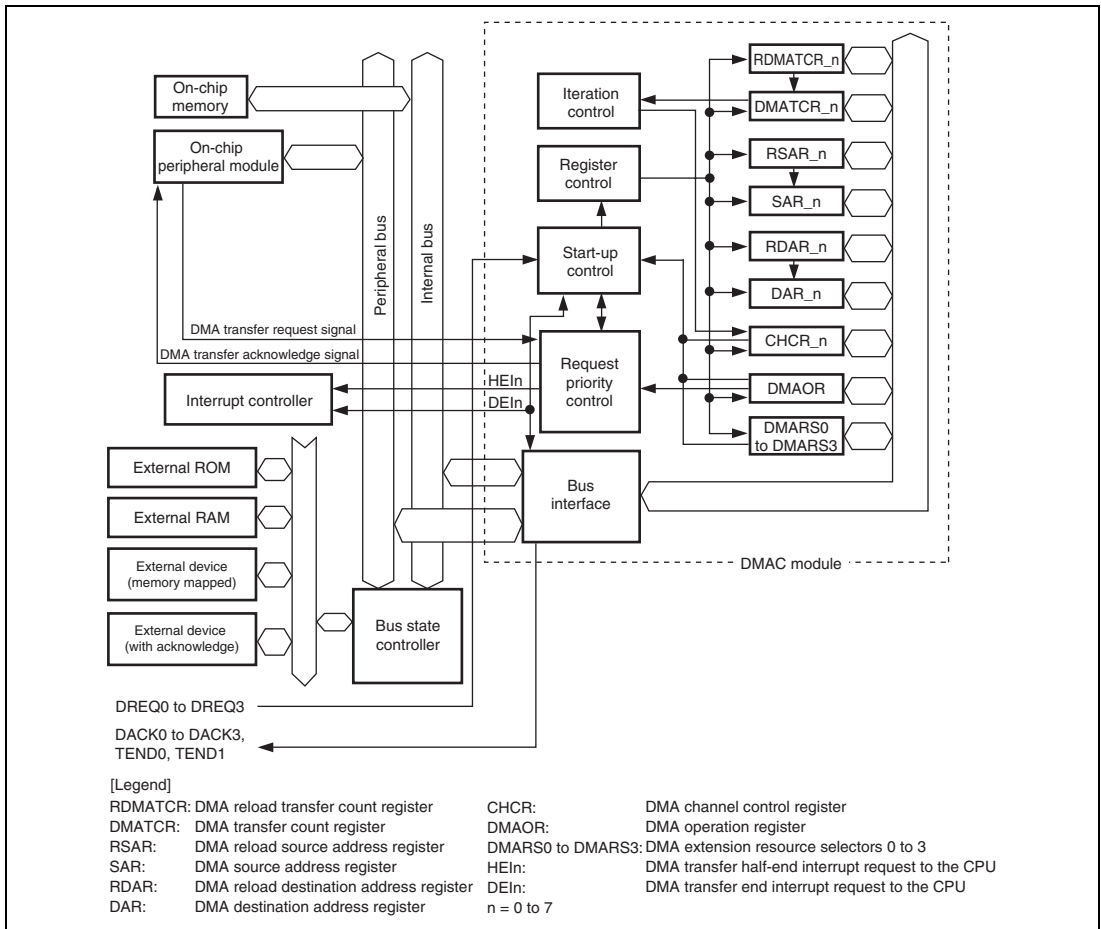 On-chip
memory
On-chip
peripheral module
Peripheral bus
Internal bus
Iteration
control
Register
control
Start-up
control
Request
priority
control
Bus
interface
RDMATCR_n
DMATCR_n
RSAR_n
SAR_n
RDAR_n
DAR_n
CHCR_n
DMAOR
DMARS0
to DMARS3
DMA transfer request signal
DMA transfer acknowledge signal
HEIn
DEIn
Interrupt controller
External ROM
External RAM
External device
(memory mapped)
External device
(with acknowledge)
Bus state
controller
DMAC module
DREQ0 to DREQ3
DACK0 to DACK3,
TEND0, TEND1
[Legend]
RDMATCR: DMA reload transfer count register
DMATCR: DMA transfer count register
RSAR: DMA reload source address register
SAR: DMA source address register
RDAR: DMA reload destination address register
DAR: DMA destination address register
CHCR: DMA channel control register
DMAOR: DMA operation register
DMARS0 to DMARS3: DMA extension resource selectors 0 to 3
HEIn: DMA transfer half-end interrupt request to the CPU
DEIn: DMA transfer end interrupt request to the CPU
n = 0 to 7